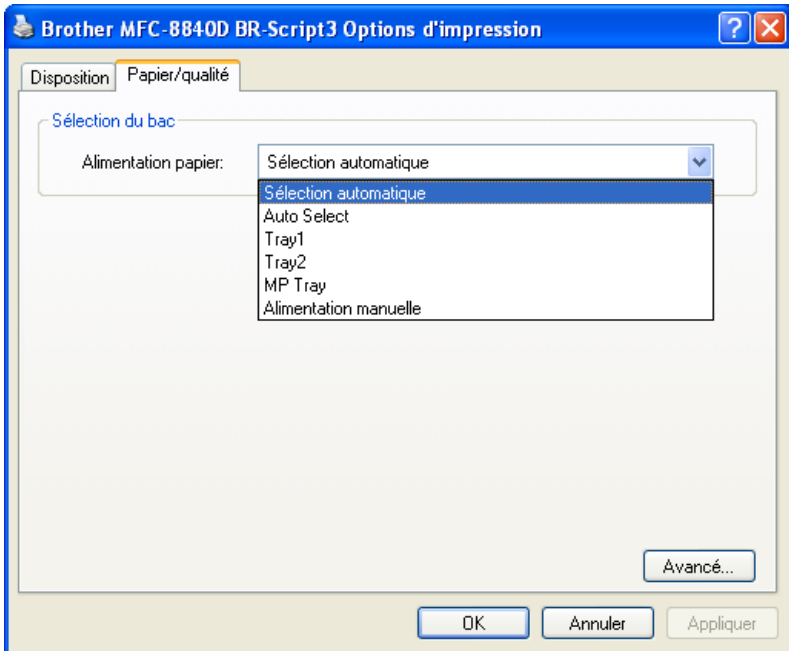 Brother MFC-8840D BR-Script3 Options d'impression
Disposition Papier/qualité
Sélection du bac
Alimentation papier: Sélection automatique
Sélection automatique
Auto Select
Tray1
Tray2
MP Tray
Alimentation manuelle
Avancé...
OK Annuler Appliquer